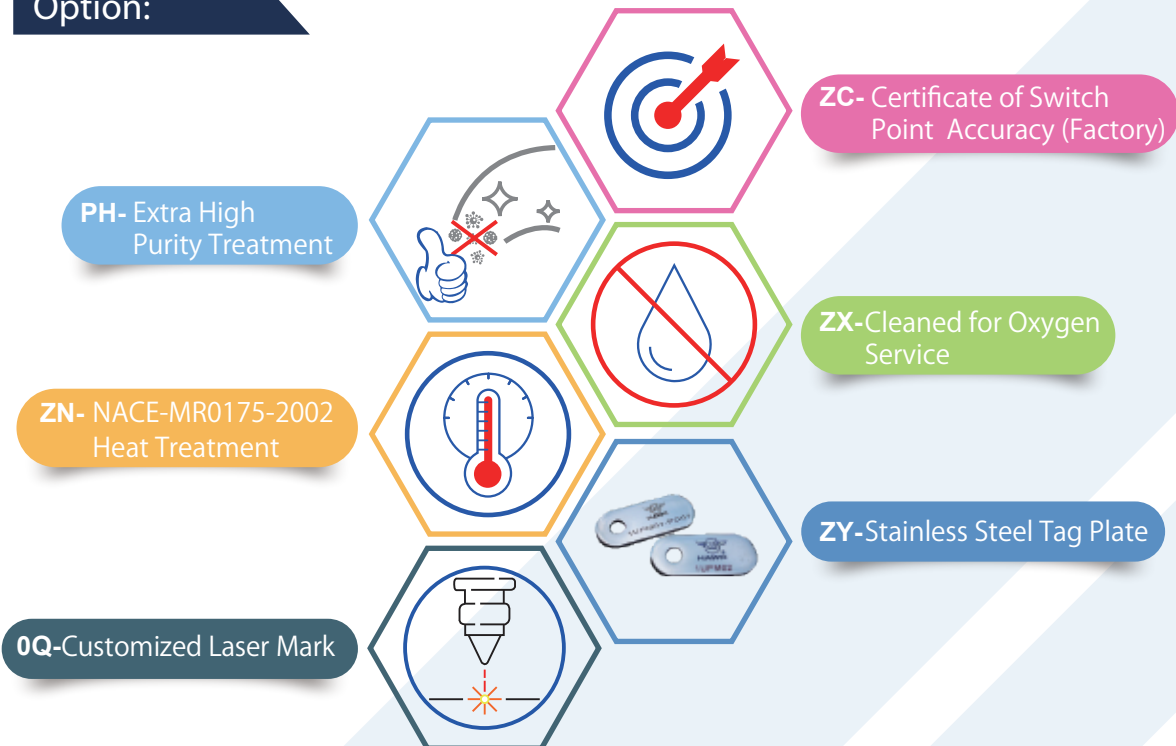 Option:
ZC- Certificate of Switch
Point Accuracy (Factory)
PH- Extra High
Purity Treatment
ZX-Cleaned for Oxygen
Service
ZN- NACE-MR0175-2002
Heat Treatment
ZY-Stainless Steel Tag Plate
0Q-Customized Laser Mark